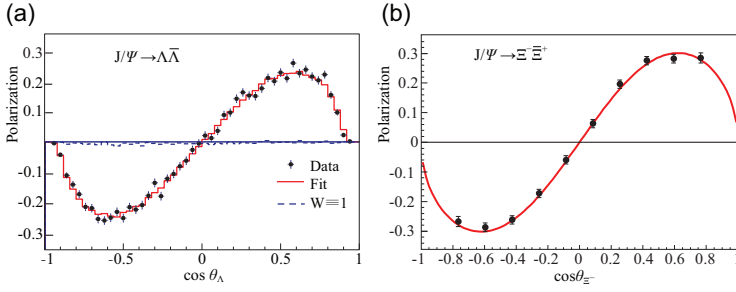 (a)
J/Ψ→ΛΛ̅
Polarization
0.3
0.2
0.1
-0.1
-0.2
-0.3
Data
Fit
W≡1
-1
-0.5
0
0.5
1
cos θ_Λ
(b)
J/Ψ→Ξ⁻Ξ̅⁺
Polarization
0.3
0.2
0.1
0
-0.1
-0.2
-0.3
-1 -0.8 -0.6 -0.4 -0.2 0 0.2 0.4 0.6 0.8 1
cosθ_Ξ⁻